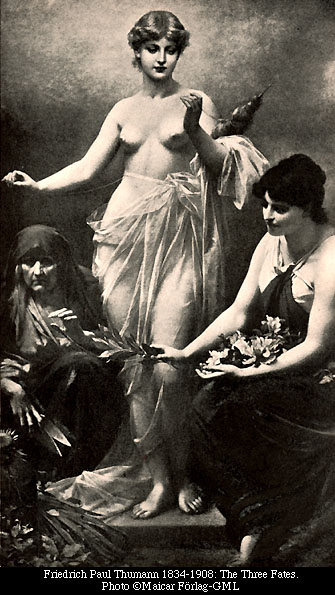 Friedrich Paul Thumann 1834-1908: The Three Fates.
Photo ©Maicar Förlag-GML